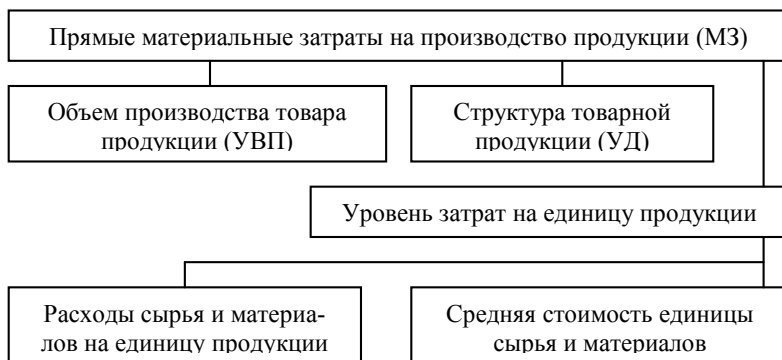 Прямые материальные затраты на производство продукции (МЗ)
Объем производства товара
продукции (УВП)
Структура товарной
продукции (УД)
Уровень затрат на единицу продукции
Расходы сырья и материа-
лов на единицу продукции
Средняя стоимость единицы
сырья и материалов